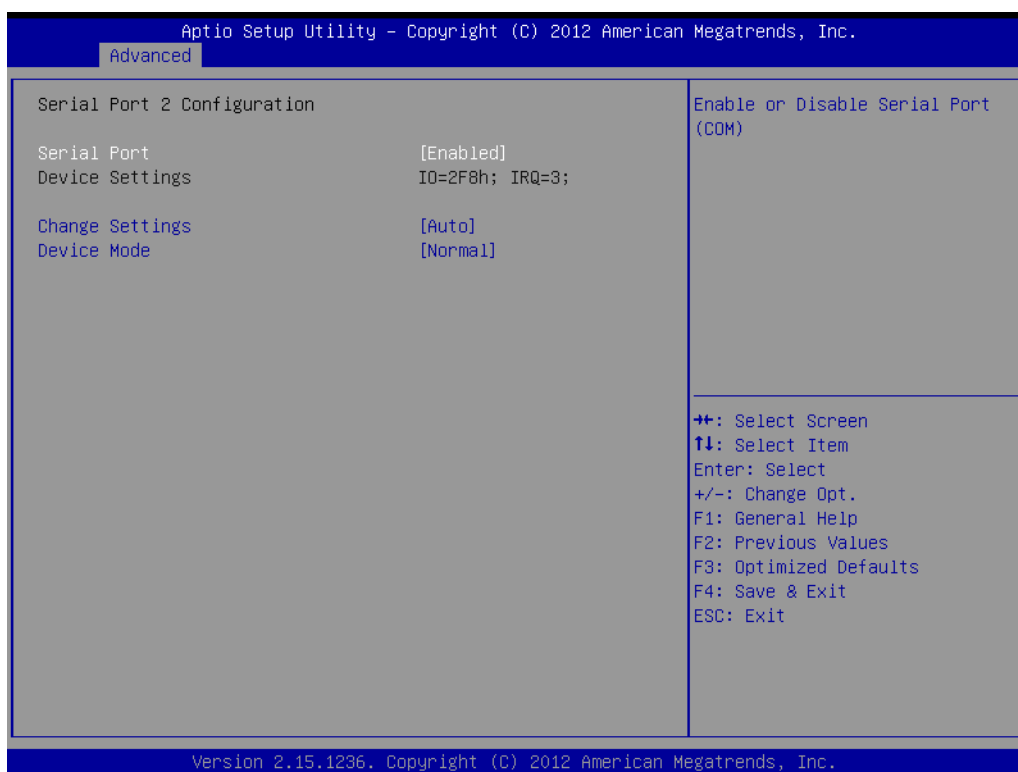 Aptio Setup Utility – Copyright (C) 2012 American Megatrends, Inc.
Advanced
Serial Port 2 Configuration
Serial Port [Enabled]
Device Settings IO=2F8h; IRQ=3;
Change Settings [Auto]
Device Mode [Normal]
Enable or Disable Serial Port
(COM)
→←: Select Screen
↑↓: Select Item
Enter: Select
+/-: Change Opt.
F1: General Help
F2: Previous Values
F3: Optimized Defaults
F4: Save & Exit
ESC: Exit
Version 2.15.1236. Copyright (C) 2012 American Megatrends, Inc.